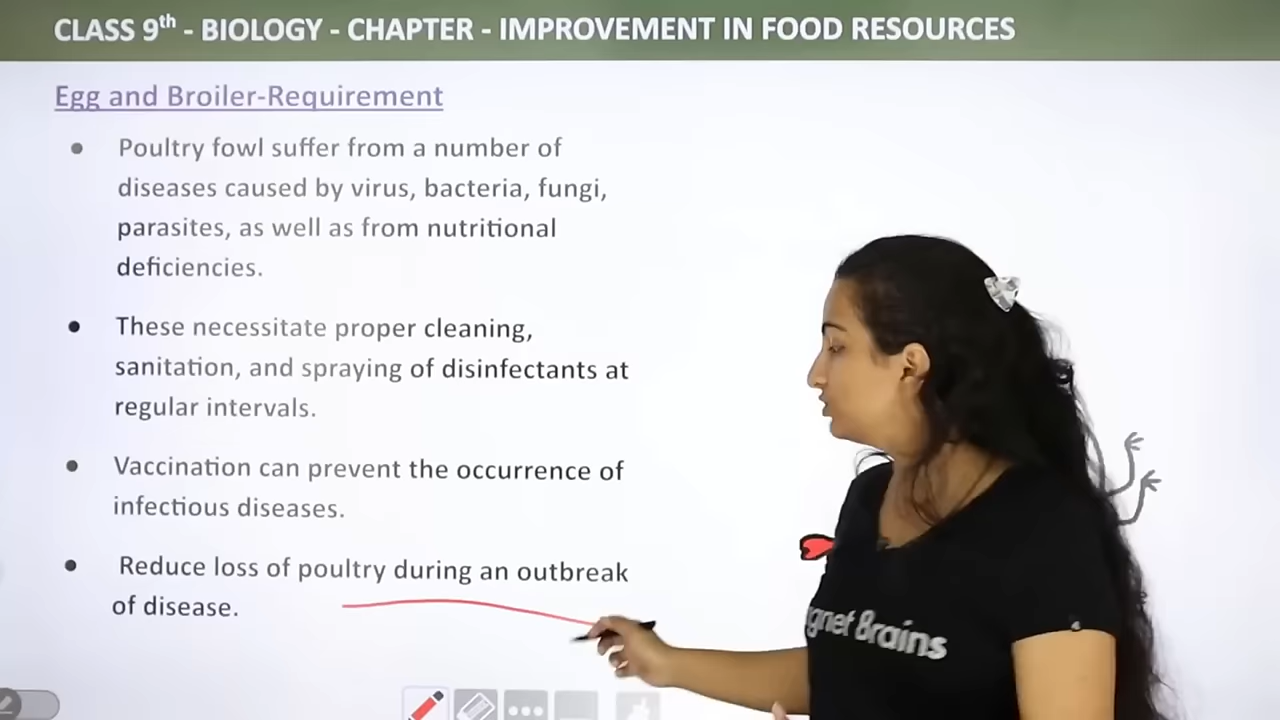 CLASS 9th - BIOLOGY - CHAPTER - IMPROVEMENT IN FOOD RESOURCES
Egg and Broiler-Requirement
● Poultry fowl suffer from a number of
diseases caused by virus, bacteria, fungi,
parasites, as well as from nutritional
deficiencies.
● These necessitate proper cleaning,
sanitation, and spraying of disinfectants at
regular intervals.
● Vaccination can prevent the occurrence of
infectious diseases.
● Reduce loss of poultry during an outbreak
of disease.
gnet Brains